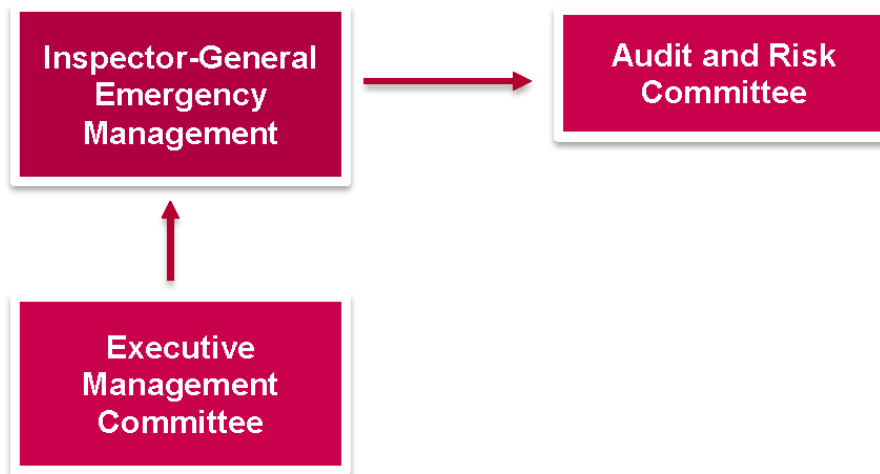 Inspector-General
Emergency
Management
Audit and Risk
Committee
Executive
Management
Committee